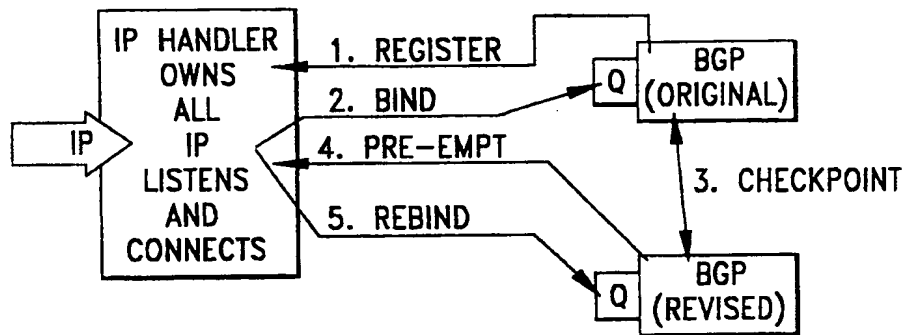 IP HANDLER
OWNS
ALL
IP
LISTENS
AND
CONNECTS
IP
1. REGISTER
2. BIND
4. PRE-EMPT
5. REBIND
Q
BGP
(ORIGINAL)
3. CHECKPOINT
Q
BGP
(REVISED)